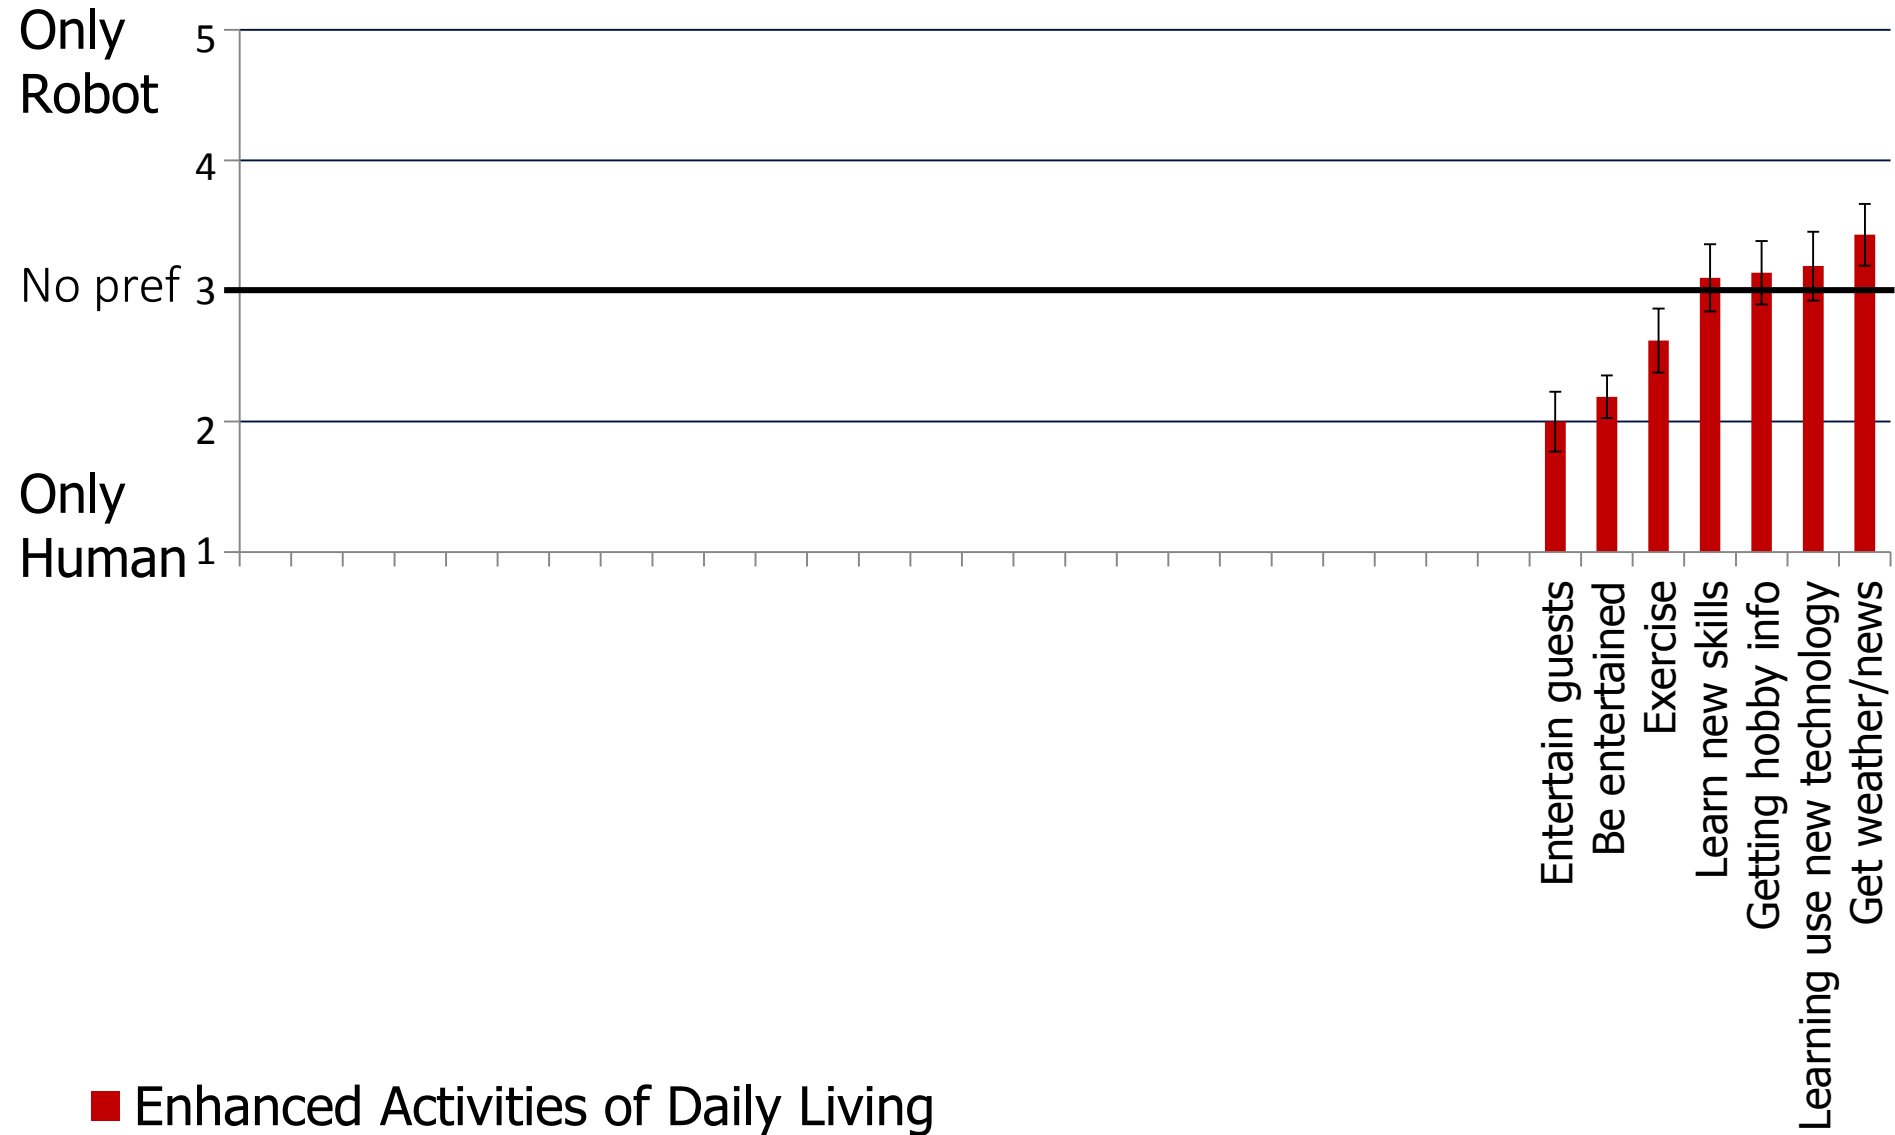 Only
Robot
5
4
No pref
3
2
Only
Human
1
Entertain guests
Be entertained
Exercise
Learn new skills
Getting hobby info
Learning use new technology
Get weather/news
Enhanced Activities of Daily Living